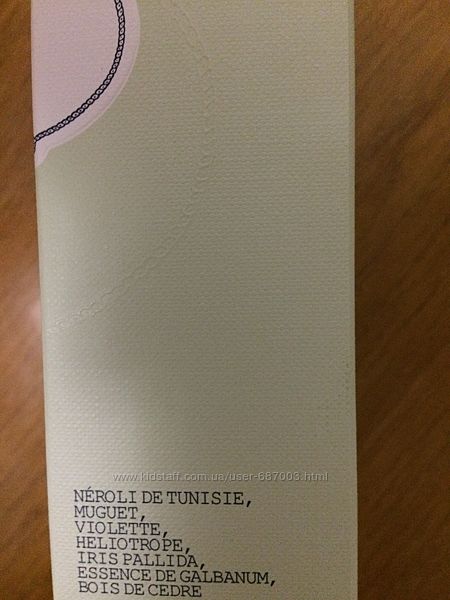 www.kidstaff.com.ua/user-687003.html
NÉROLI DE TUNISIE,
MUGUET,
VIOLETTE,
HELIOTROPE,
IRIS PALLIDA,
ESSENCE DE GALBANUM,
BOIS DE CEDRE